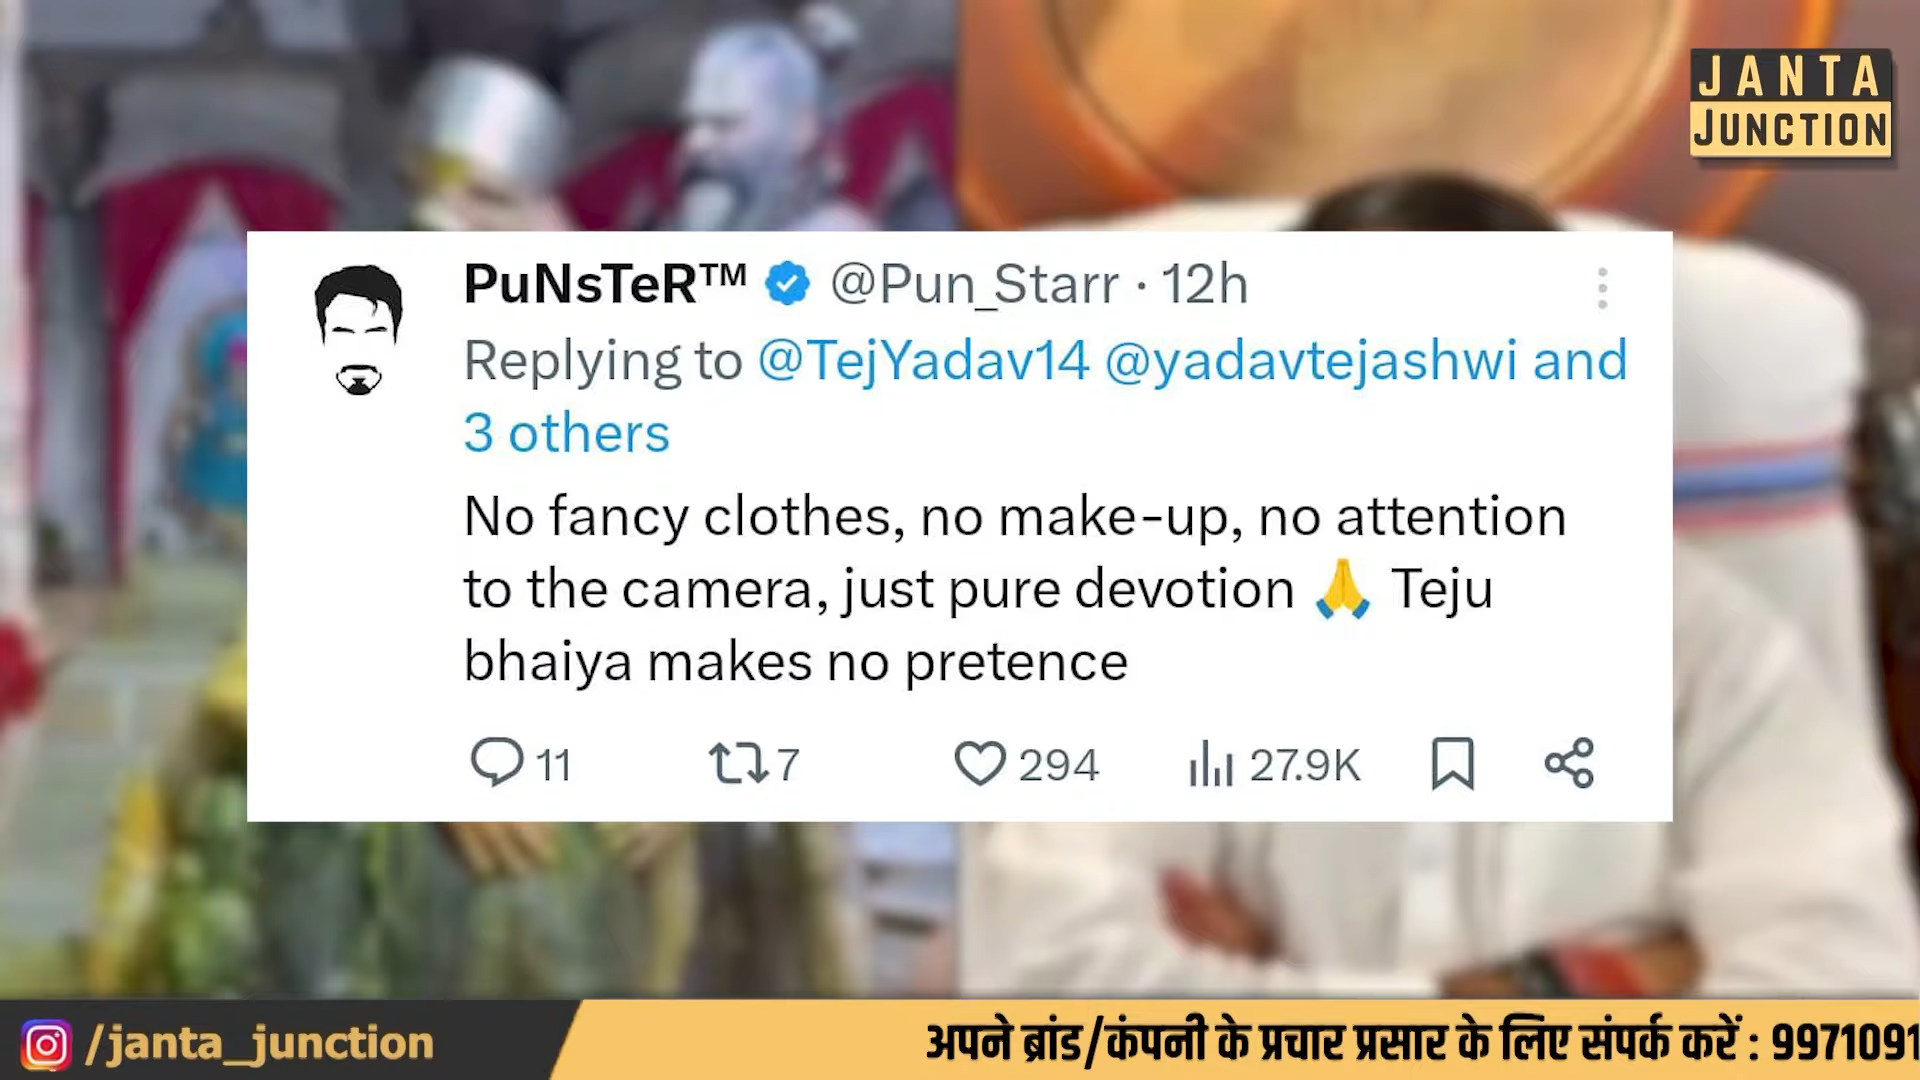 JANTA
JUNCTION
PuNsTeR™ @Pun_Starr · 12h
Replying to @TejYadav14 @yadavtejashwi and
3 others
No fancy clothes, no make-up, no attention
to the camera, just pure devotion 🙏 Teju
bhaiya makes no pretence
11 7 294 27.9K
/janta_junction
अपने ब्रांड/कंपनी के प्रचार प्रसार के लिए संपर्क करें : 9971091